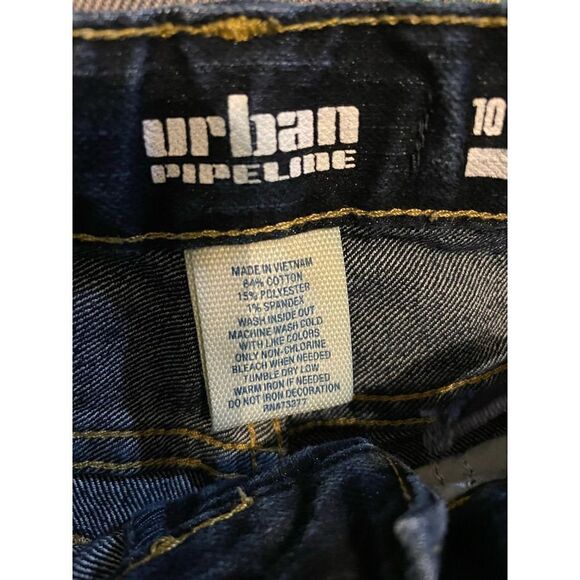 urban
PIPELINE
10
MADE IN VIETNAM
84% COTTON
15% POLYESTER
1% SPANDEX
WASH INSIDE OUT
MACHINE WASH COLD
WITH LIKE COLORS
ONLY NON-CHLORINE
BLEACH WHEN NEEDED
TUMBLE DRY LOW
WARM IRON IF NEEDED
DO NOT IRON DECORATION
RN#73277